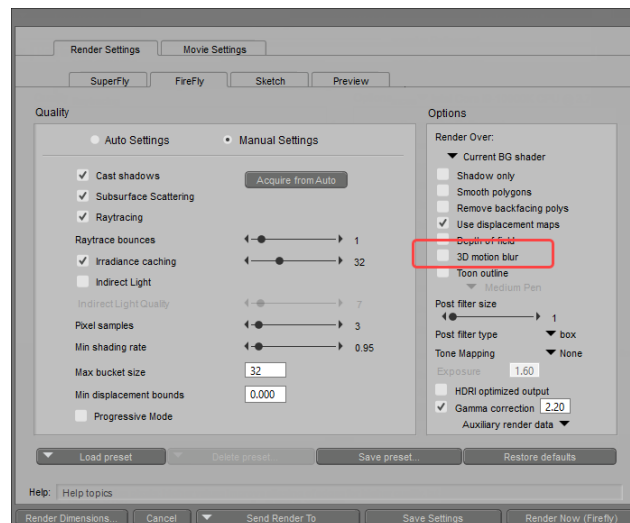 Render Settings Movie Settings
SuperFly FireFly Sketch Preview
Quality
Auto Settings Manual Settings
Cast shadows Acquire from Auto
Subsurface Scattering
Raytracing
Raytrace bounces 1
Irradiance caching 32
Indirect Light
Indirect Light Quality 7
Pixel samples 3
Min shading rate 0.95
Max bucket size 32
Min displacement bounds 0.000
Progressive Mode
Options
Render Over:
Current BG shader
Shadow only
Smooth polygons
Remove backfacing polys
Use displacement maps
Depth of field
3D motion blur
Toon outline
Medium Pen
Post filter size
1
Post filter type box
Tone Mapping None
Exposure 1.60
HDRI optimized output
Gamma correction 2.20
Auxiliary render data
Load preset Delete preset... Save preset... Restore defaults
Help: Help topics
Render Dimensions... Cancel Send Render To Save Settings Render Now (Firefly)